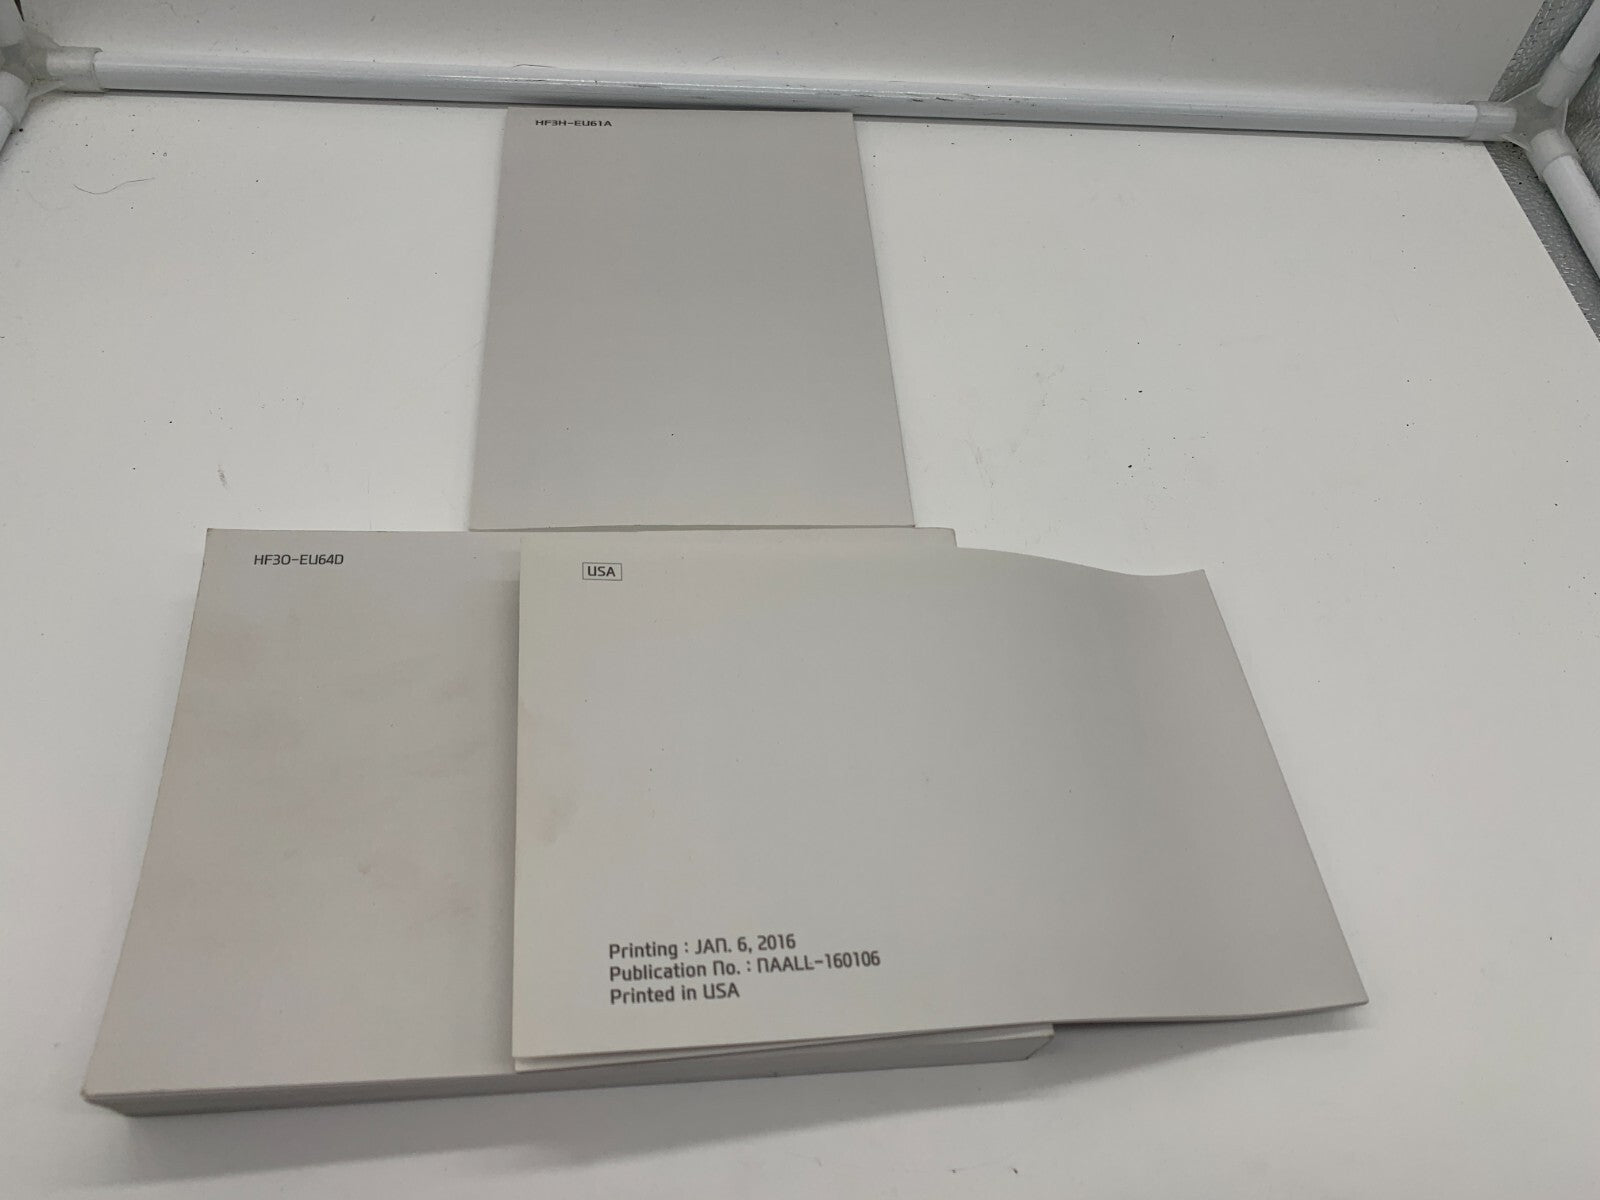 HF3H-EU61A
HF30-EU64D
USA
Printing : JAN. 6, 2016
Publication No. : NAALL-160106
Printed in USA